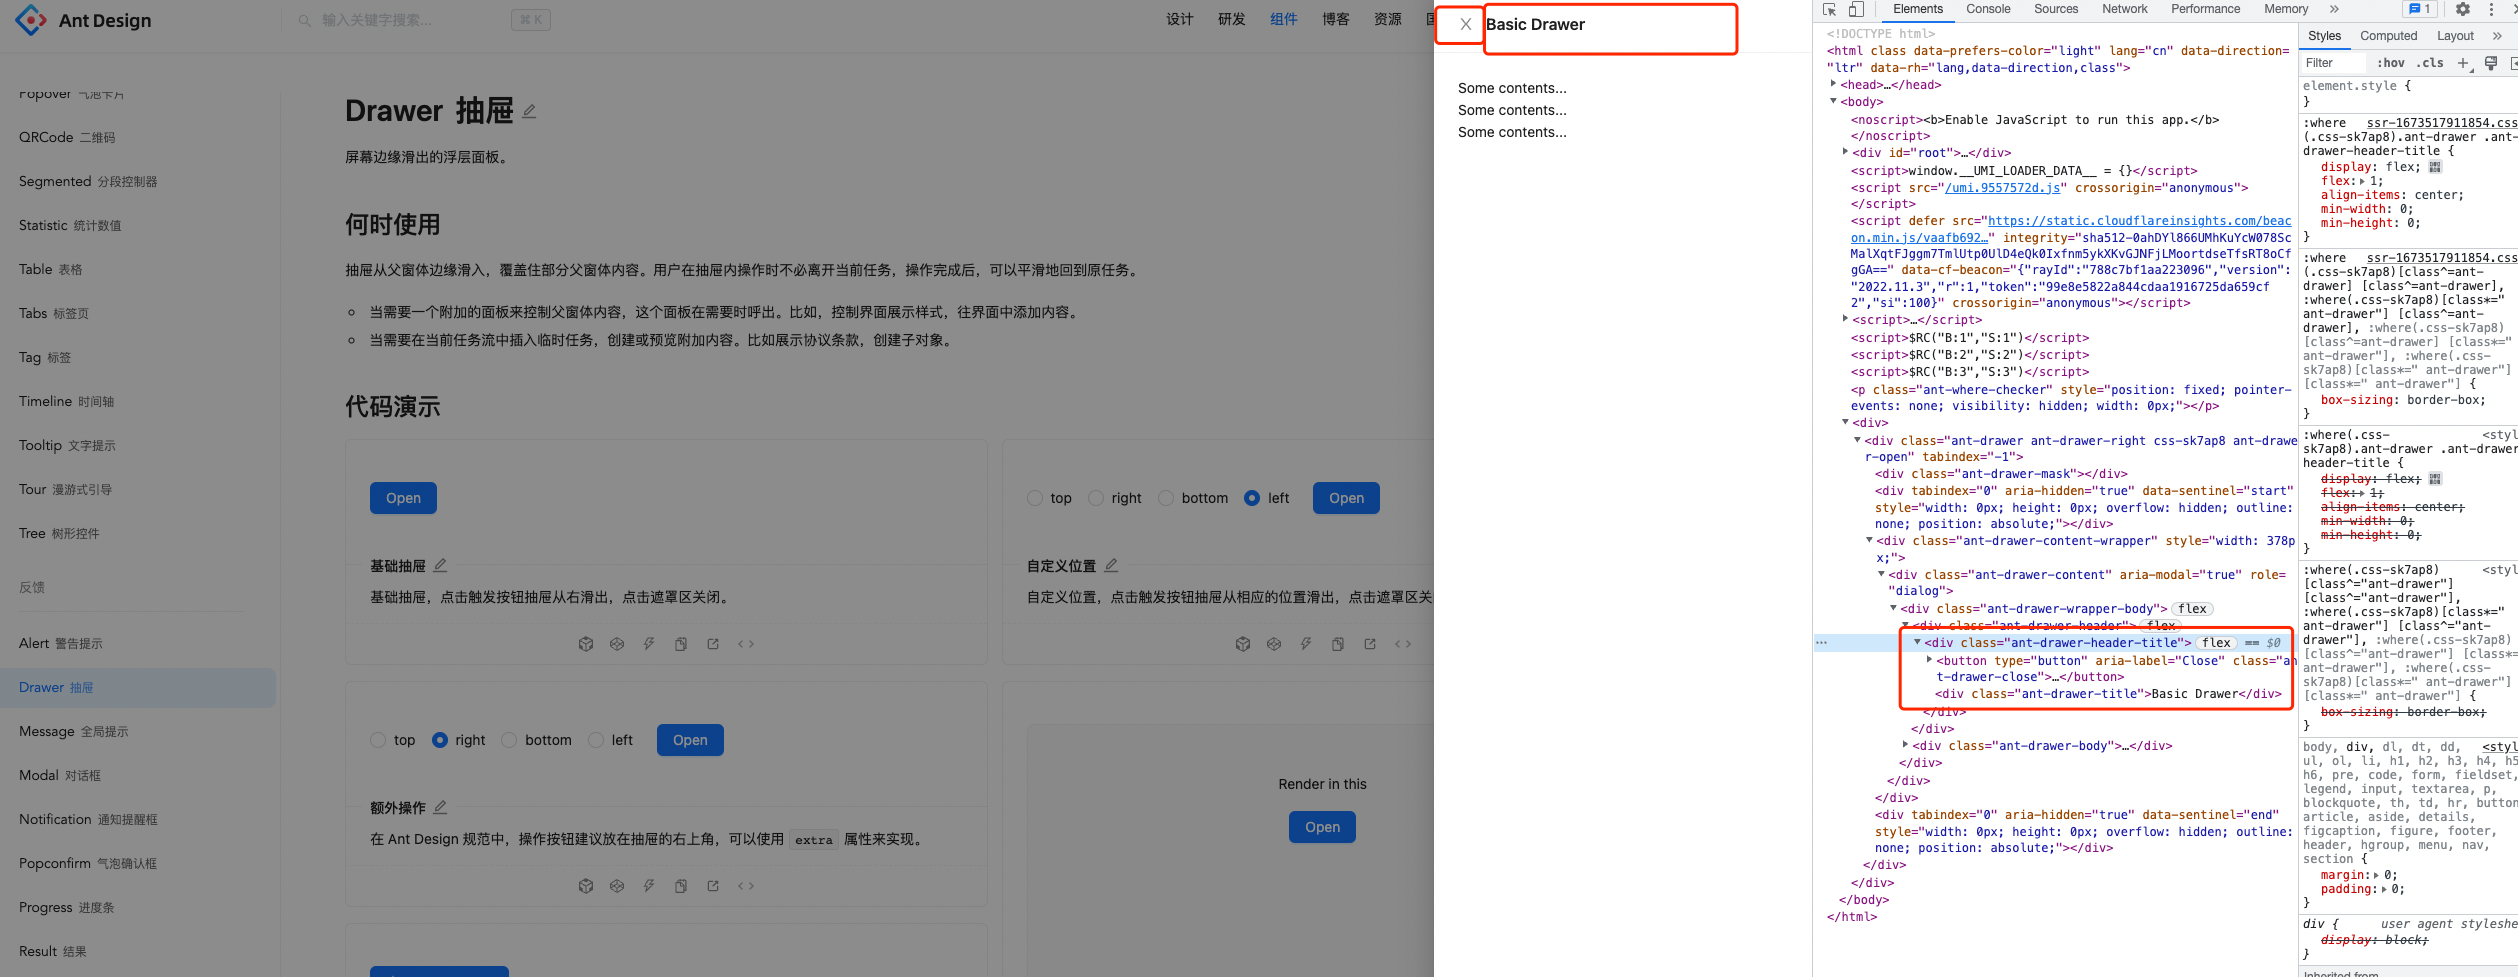 Ant Design
输入关键字搜索...
⌘ K
设计
研发
组件
博客
资源
Popover 气泡卡片
QRCode 二维码
Segmented 分段控制器
Statistic 统计数值
Table 表格
Tabs 标签页
Tag 标签
Timeline 时间轴
Tooltip 文字提示
Tour 漫游式引导
Tree 树形控件
反馈
Alert 警告提示
Drawer 抽屉
Message 全局提示
Modal 对话框
Notification 通知提醒框
Popconfirm 气泡确认框
Progress 进度条
Result 结果
Drawer 抽屉
屏幕边缘滑出的浮层面板。
何时使用
抽屉从父窗体边缘滑入，覆盖住部分父窗体内容。用户在抽屉内操作时不必离开当前任务，操作完成后，可以平滑地回到原任务。
当需要一个附加的面板来控制父窗体内容，这个面板在需要时呼出。比如，控制界面展示样式，往界面中添加内容。
当需要在当前任务流中插入临时任务，创建或预览附加内容。比如展示协议条款，创建子对象。
代码演示
Open
基础抽屉
基础抽屉，点击触发按钮抽屉从右滑出，点击遮罩区关闭。
top
right
bottom
left
Open
自定义位置
自定义位置，点击触发按钮抽屉从相应的位置滑出，点击遮罩区关
top
right
bottom
left
Open
额外操作
在 Ant Design 规范中，操作按钮建议放在抽屉的右上角，可以使用 extra 属性来实现。
Render in this
Open
Basic Drawer
Some contents...
Some contents...
Some contents...
Elements
Console
Sources
Network
Performance
Memory
»
1
<!DOCTYPE html>
<html class data-prefers-color="light" lang="cn" data-direction=
"ltr" data-rh="lang,data-direction,class">
<head>…</head>
<body>
<noscript><b>Enable JavaScript to run this app.</b>
</noscript>
<div id="root">…</div>
<script>window.__UMI_LOADER_DATA__ = {}</script>
<script src="/umi.9557572d.js" crossorigin="anonymous">
</script>
<script defer src="https://static.cloudflareinsights.com/beac
on.min.js/vaafb692…" integrity="sha512-0ahDYl866UMhKuYcW078Sc
MalXqtFJggm7TmlUtp0UlD4eQk0Ixfnm5ykXKvGJNFjLMoortdseTfsRT8oCf
gGA==" data-cf-beacon={"rayId":"788c7bf1aa223096","version":
"2022.11.3","r":1,"token":"99e8e5822a844cdaa1916725da659cf
2","si":100}" crossorigin="anonymous"></script>
<script>…</script>
<script>$RC("B:1","S:1")</script>
<script>$RC("B:2","S:2")</script>
<script>$RC("B:3","S:3")</script>
<p class="ant-where-checker" style="position: fixed; pointer-
events: none; visibility: hidden; width: 0px;"></p>
<div>
<div class="ant-drawer ant-drawer-right css-sk7ap8 ant-drawe
r-open" tabindex="-1">
<div class="ant-drawer-mask"></div>
<div tabindex="0" aria-hidden="true" data-sentinel="start"
style="width: 0px; height: 0px; overflow: hidden; outline:
none; position: absolute;"></div>
<div class="ant-drawer-content-wrapper" style="width: 378p
x;">
<div class="ant-drawer-content" aria-modal="true" role=
"dialog">
<div class="ant-drawer-wrapper-body"> flex
<div class="ant-drawer-header"> flex
<div class="ant-drawer-header-title"> flex == $0
<button type="button" aria-label="Close" class="an
t-drawer-close">…</button>
<div class="ant-drawer-title">Basic Drawer</div>
</div>
</div>
<div class="ant-drawer-body">…</div>
</div>
</div>
</div>
<div tabindex="0" aria-hidden="true" data-sentinel="end"
style="width: 0px; height: 0px; overflow: hidden; outline:
none; position: absolute;"></div>
</div>
</div>
</body>
</html>
Styles
Computed
Layout
»
Filter
:hov
.cls
+
element.style {
}
:where ssr-1673517911854.css
(.css-sk7ap8).ant-drawer .ant-
drawer-header-title {
display: flex;
flex: 1;
align-items: center;
min-width: 0;
min-height: 0;
}
:where ssr-1673517911854.css
(.css-sk7ap8)[class^=ant-
drawer] [class^=ant-drawer],
:where(.css-sk7ap8)[class*="
ant-drawer"] [class^=ant-
drawer], :where(.css-sk7ap8)
[class^=ant-drawer] [class*="
ant-drawer"], :where(.css-
sk7ap8)[class*=" ant-drawer"]
[class*=" ant-drawer"] {
box-sizing: border-box;
}
:where(.css- <styl
sk7ap8).ant-drawer .ant-drawer
header-title {
display: flex;
flex: 1;
align-items: center;
min-width: 0;
min-height: 0;
}
:where(.css-sk7ap8) <styl
[class^="ant-drawer"]
[class^="ant-drawer"],
:where(.css-sk7ap8)[class*="
ant-drawer"] [class^="ant-
drawer"], :where(.css-sk7ap8)
[class^="ant-drawer"] [class*="
ant-drawer"], :where(.css-
sk7ap8)[class*=" ant-drawer"]
[class*=" ant-drawer"] {
box-sizing: border-box;
}
body, div, dl, dt, dd, <styl
ul, ol, li, h1, h2, h3, h4, h5
h6, pre, code, form, fieldset,
legend, input, textarea, p,
blockquote, th, td, hr, button
article, aside, details,
figcaption, figure, footer,
header, hgroup, menu, nav,
section {
margin: 0;
padding: 0;
}
div { user agent styleshe
display: block;
}
Inherited from